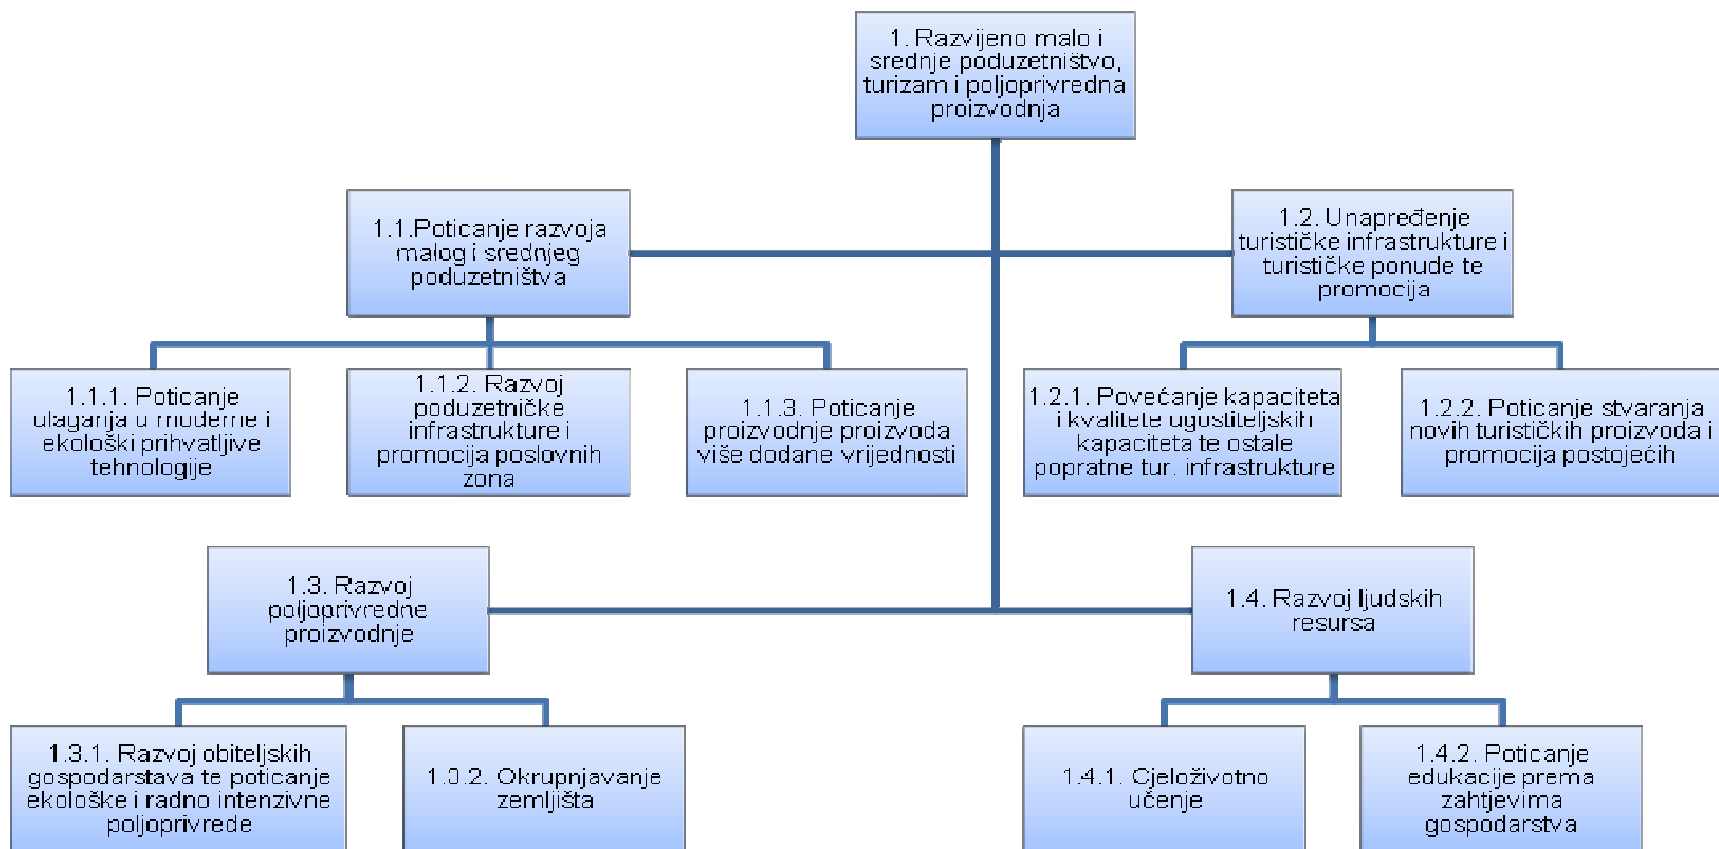 1. Razvijeno malo i
srednje poduzetništvo,
turizam i poljoprivredna
proizvodnja
1.1.Poticanje razvoja
malog i srednjeg
poduzetništva
1.2. Unapređenje
turističke infrastrukture i
turističke ponude te
promocija
1.1.1. Poticanje
ulaganja u moderne i
ekološki prihvatljive
tehnologije
1.1.2. Razvoj
poduzetničke
infrastrukture i
promocija poslovnih
zona
1.1.3. Poticanje
proizvodnje proizvoda
više dodane vrijednosti
1.2.1. Povećanje kapaciteta
i kvalitete ugostiteljskih
kapaciteta te ostale
popratne tur. infrastrukture
1.2.2. Poticanje stvaranja
novih turističkih proizvoda i
promocija postojećih
1.3. Razvoj
poljoprivredne
proizvodnje
1.4. Razvoj ljudskih
resursa
1.3.1. Razvoj obiteljskih
gospodarstava te poticanje
ekološke i radno intenzivne
poljoprivrede
1.3.2. Okrupnjavanje
zemljišta
1.4.1. Cjeloživotno
učenje
1.4.2. Poticanje
edukacije prema
zahtjevima
gospodarstva